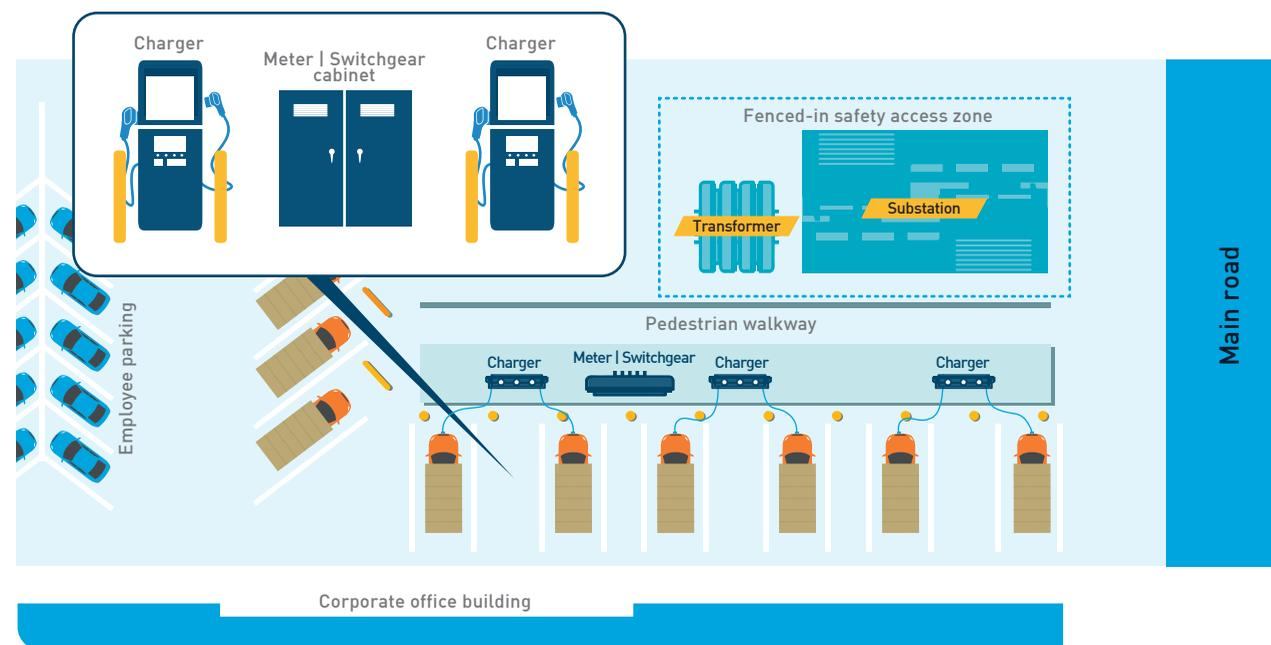 Charger
Meter | Switchgear
cabinet
Charger
Fenced-in safety access zone
Transformer
Substation
Main road
Pedestrian walkway
Employee parking
Charger
Meter | Switchgear
Charger
Charger
Corporate office building